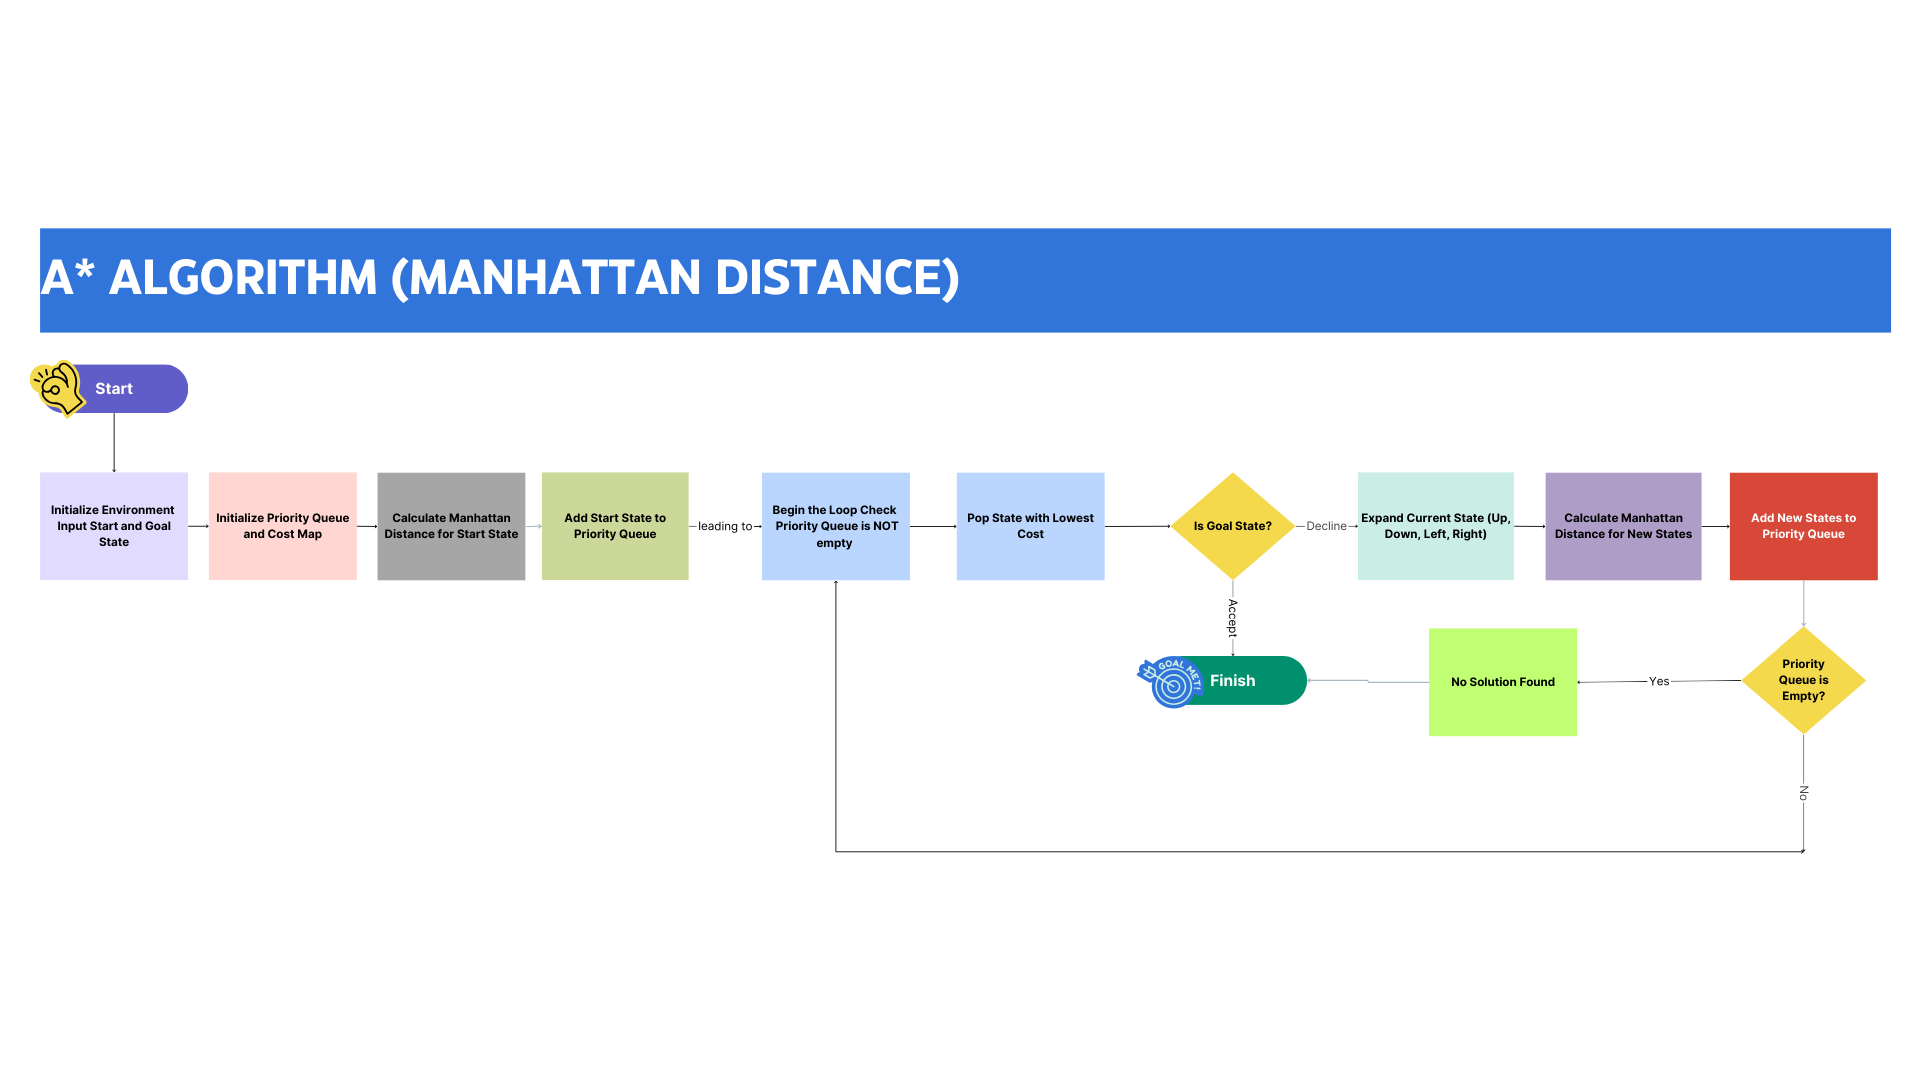 A* ALGORITHM (MANHATTAN DISTANCE)
Start
Initialize Environment
Input Start and Goal
State
Initialize Priority Queue
and Cost Map
Calculate Manhattan
Distance for Start State
Add Start State to
Priority Queue
leading to
Begin the Loop Check
Priority Queue is NOT
empty
Pop State with Lowest
Cost
Is Goal State?
Decline
Expand Current State (Up,
Down, Left, Right)
Calculate Manhattan
Distance for New States
Add New States to
Priority Queue
Accept
GOAL MET!
Finish
No Solution Found
Yes
Priority
Queue is
Empty?
No